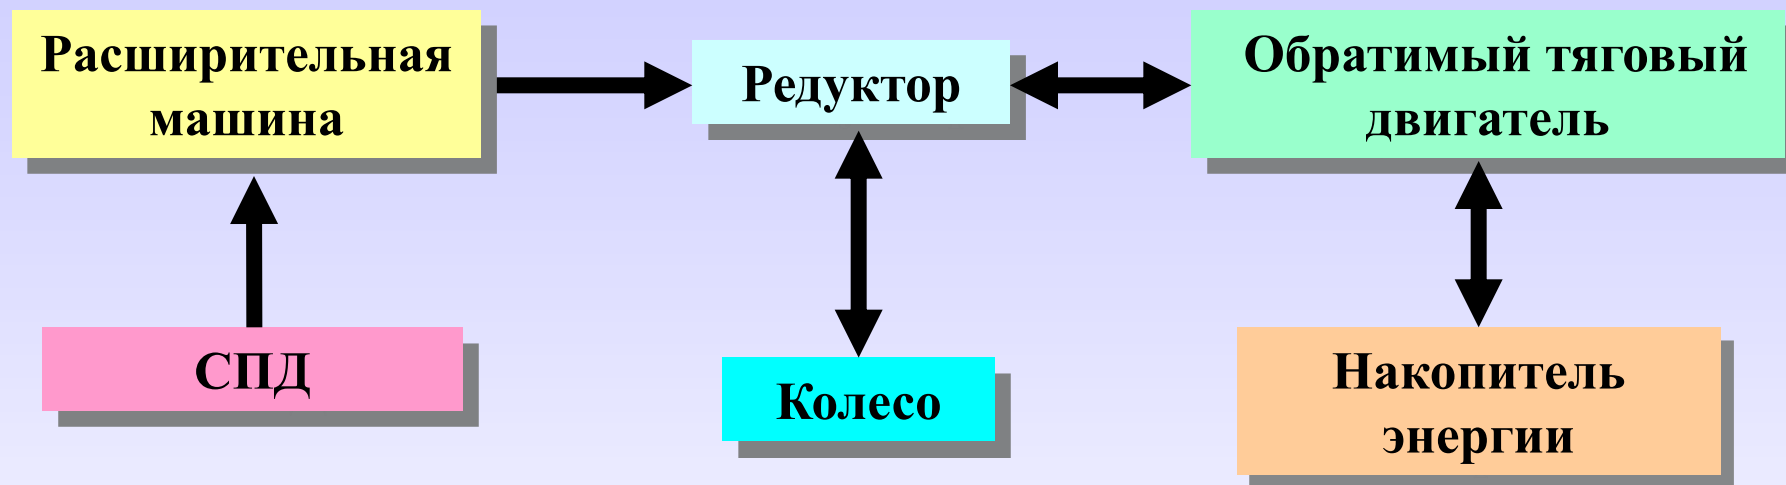 Расширительная
машина
Редуктор
Обратимый тяговый
двигатель
СПД
Колесо
Накопитель
энергии